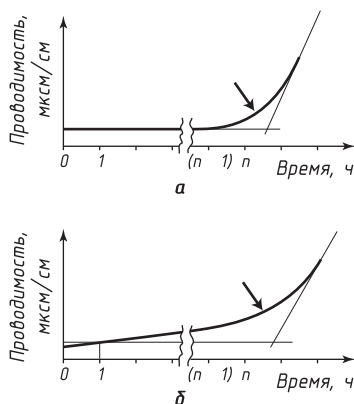 Проводимость,
мксм/см
0 1 (n 1) n Время, ч
а
Проводимость,
мксм/см
0 1 (n 1) n Время, ч
б